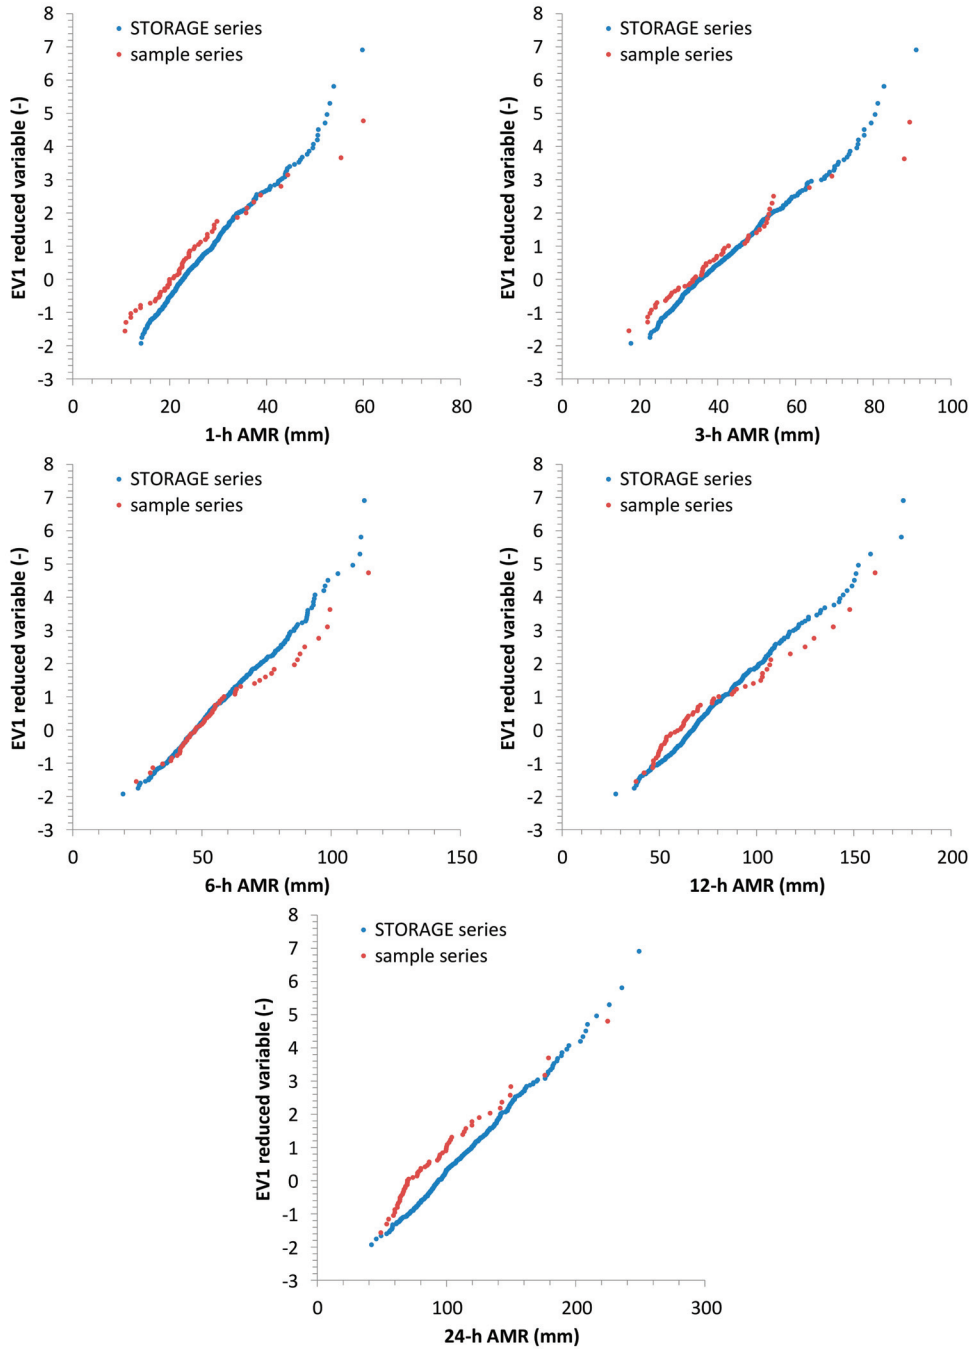 STORAGE series
sample series
8
7
6
5
4
3
2
1
0
-1
-2
-3
EV1 reduced variable (-)
0 20 40 60 80
1-h AMR (mm)
STORAGE series
sample series
8
7
6
5
4
3
2
1
0
-1
-2
-3
EV1 reduced variable (-)
0 20 40 60 80 100
3-h AMR (mm)
STORAGE series
sample series
8
7
6
5
4
3
2
1
0
-1
-2
-3
EV1 reduced variable (-)
0 50 100 150
6-h AMR (mm)
STORAGE series
sample series
8
7
6
5
4
3
2
1
0
-1
-2
-3
EV1 reduced variable (-)
0 50 100 150 200
12-h AMR (mm)
STORAGE series
sample series
8
7
6
5
4
3
2
1
0
-1
-2
-3
EV1 reduced variable (-)
0 100 200 300
24-h AMR (mm)